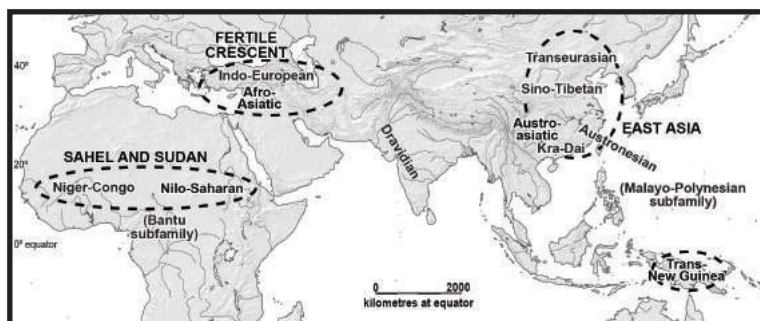 FERTILE
CRESCENT
40°
Indo-European
Afro-
Asiatic
Transeurasian
Sino-Tibetan
Austro-
asiatic
Kra-Dai
Austronesian
EAST ASIA
Dravidian
20°
SAHEL AND SUDAN
Niger-Congo
Nilo-Saharan
(Bantu
subfamily)
(Malayo-Polynesian
subfamily)
0° equator
Trans-
New Guinea
0 2000
kilometres at equator